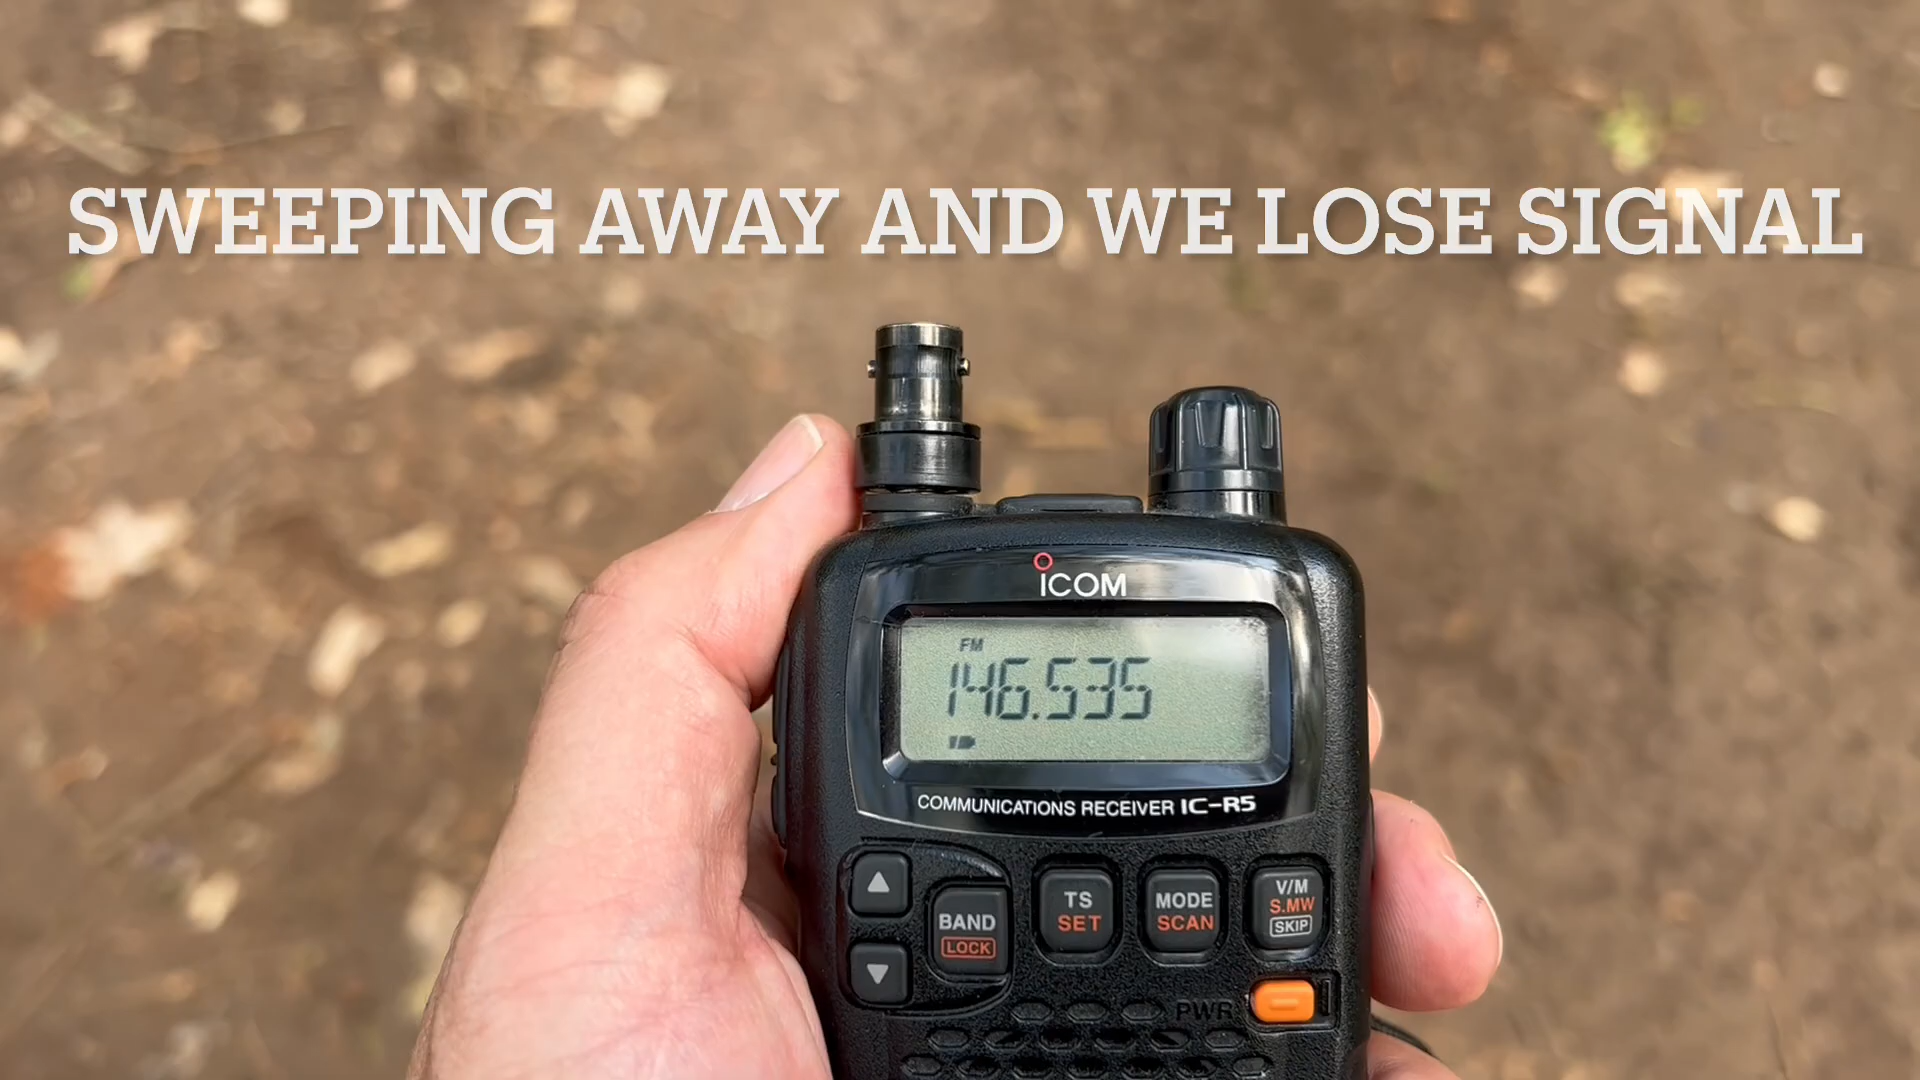 SWEEPING AWAY AND WE LOSE SIGNAL
ICOM
FM
146.535
COMMUNICATIONS RECEIVER IC-R5
BAND
LOCK
TS
SET
MODE
SCAN
V/M
S.MW
SKIP
PWR